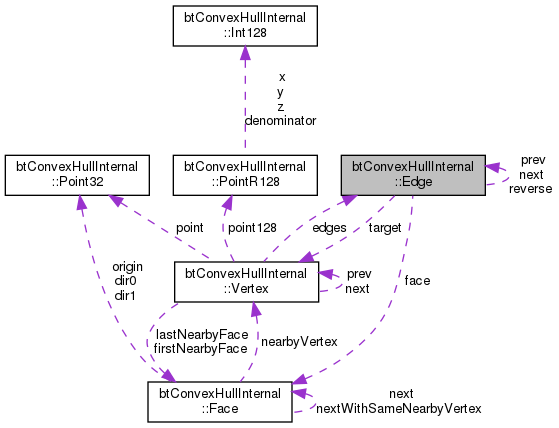 btConvexHullInternal
::Int128
x
y
z
denominator
btConvexHullInternal
::Point32
btConvexHullInternal
::PointR128
btConvexHullInternal
::Edge
prev
next
reverse
point
point128
edges
target
origin
dir0
dir1
btConvexHullInternal
::Vertex
prev
next
face
lastNearbyFace
firstNearbyFace
nearbyVertex
btConvexHullInternal
::Face
next
nextWithSameNearbyVertex